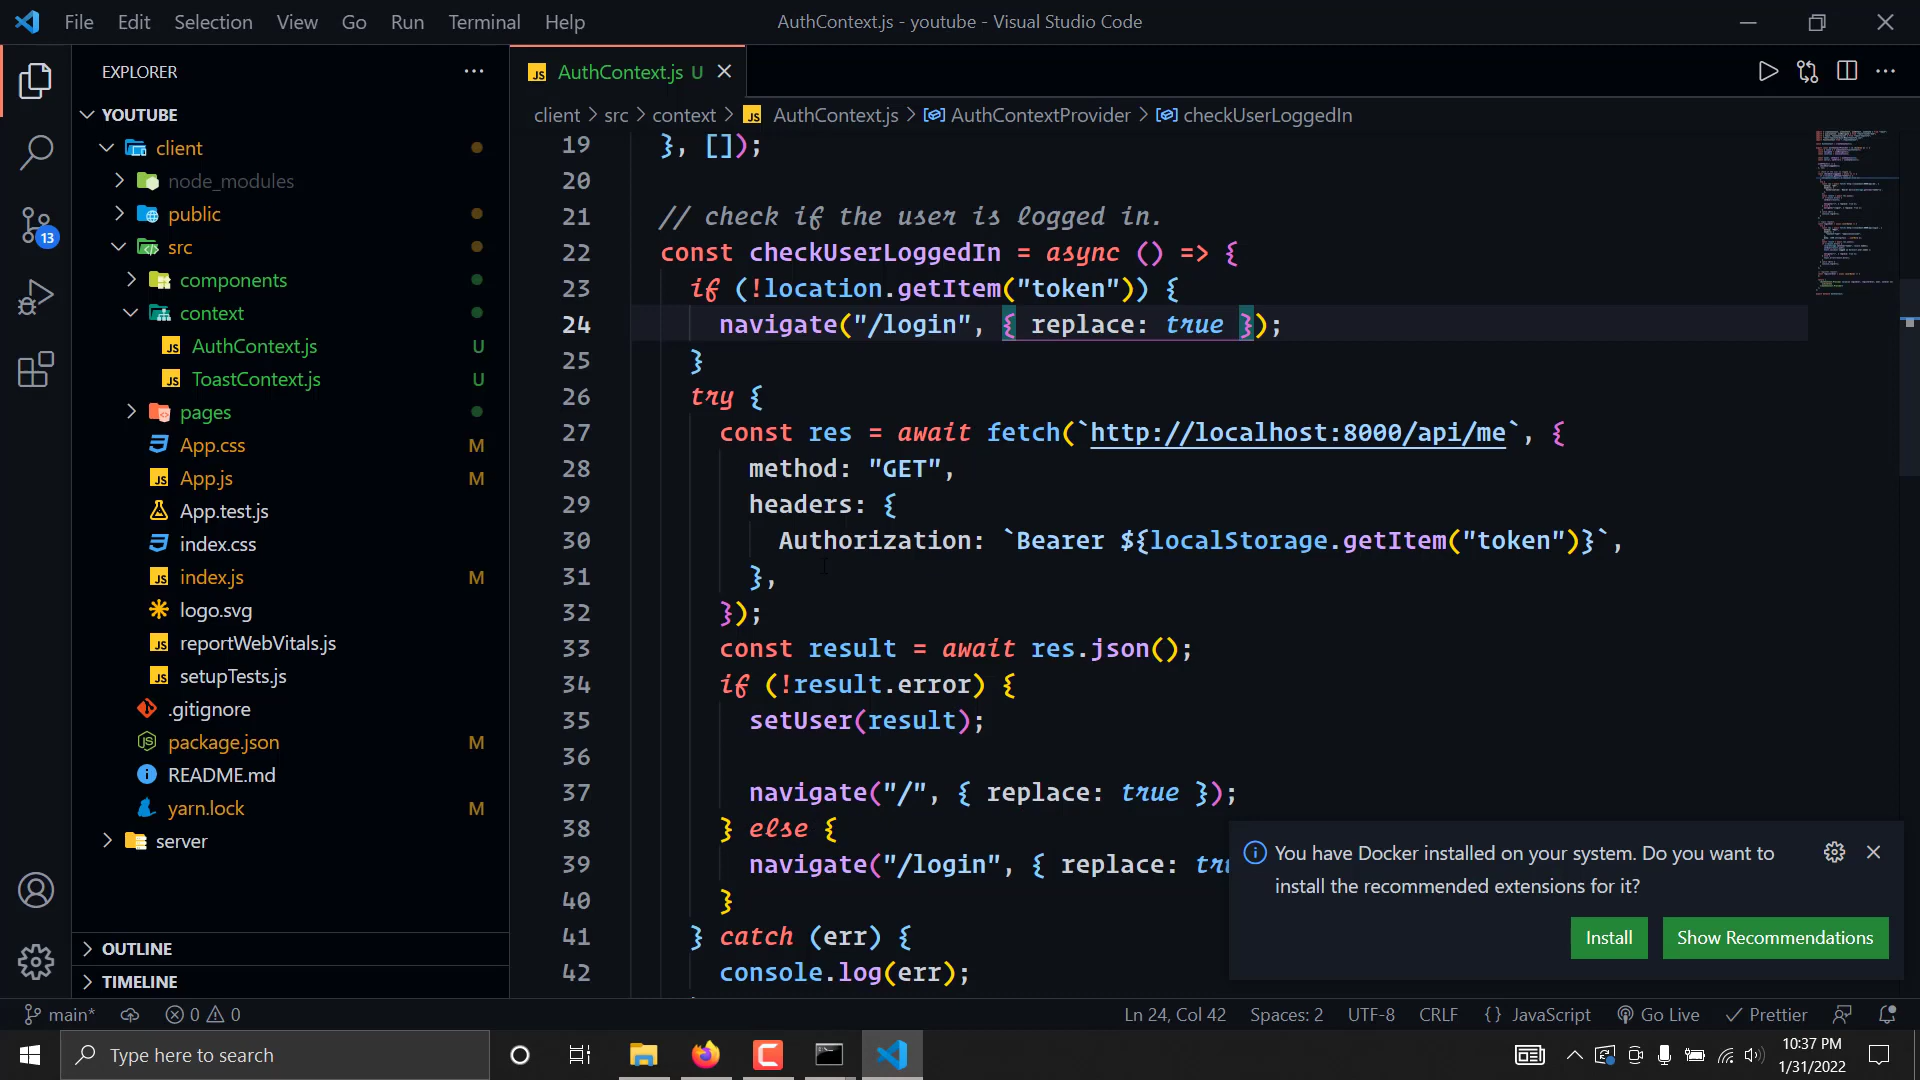 File Edit Selection View Go Run Terminal Help
AuthContext.js - youtube - Visual Studio Code
EXPLORER
YOUTUBE
client
node_modules
public
src
components
context
AuthContext.js U
ToastContext.js U
pages
App.css M
App.js M
App.test.js
index.css
index.js M
logo.svg
reportWebVitals.js
setupTests.js
.gitignore
package.json M
README.md
yarn.lock M
server
OUTLINE
TIMELINE
13
AuthContext.js U
client > src > context > AuthContext.js > AuthContextProvider > checkUserLoggedIn
19 }, []);
20
21 // check if the user is logged in.
22 const checkUserLoggedIn = async () => {
23 if (!location.getItem("token")) {
24 navigate("/login", { replace: true });
25 }
26 try {
27 const res = await fetch(`http://localhost:8000/api/me`, {
28 method: "GET",
29 headers: {
30 Authorization: `Bearer ${localStorage.getItem("token")}`,
31 },
32 });
33 const result = await res.json();
34 if (!result.error) {
35 setUser(result);
36
37 navigate("/", { replace: true });
38 } else {
39 navigate("/login", { replace: tru
40 }
41 } catch (err) {
42 console.log(err);
You have Docker installed on your system. Do you want to
install the recommended extensions for it?
Install
Show Recommendations
main* 0 0
Ln 24, Col 42 Spaces: 2 UTF-8 CRLF {} JavaScript Go Live Prettier
Type here to search
10:37 PM
1/31/2022